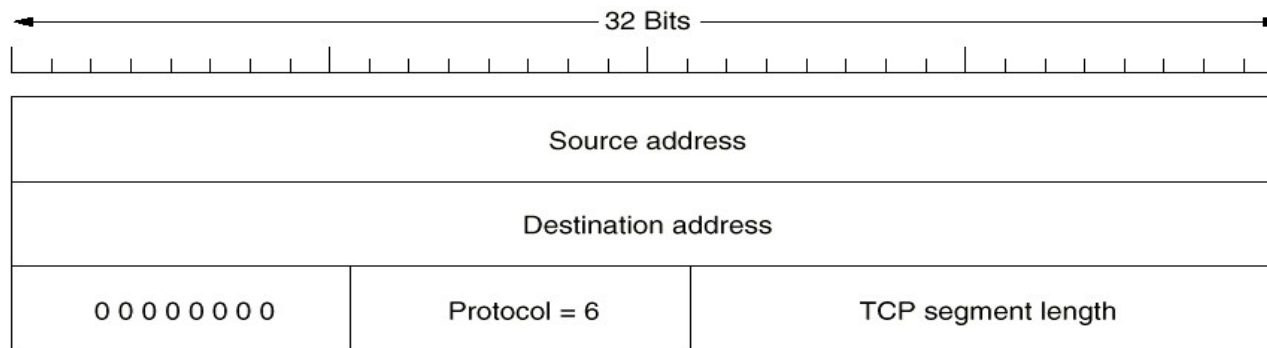 32 Bits
Source address
Destination address
0 0 0 0 0 0 0 0
Protocol = 6
TCP segment length